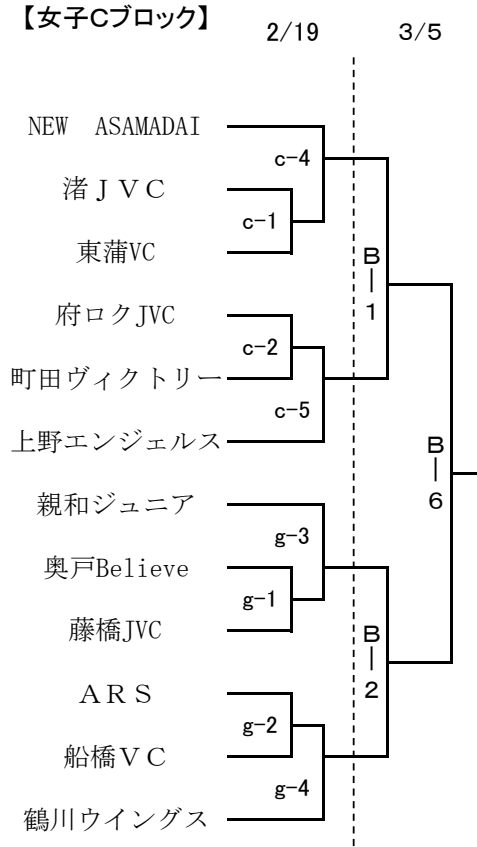 【女子Cブロック】 2/19 3/5
NEW　ASAMADAI
c-4
渚ＪＶＣ
c-1
東蒲VC
B
|
1
府ロクJVC
c-2
町田ヴィクトリー
c-5
上野エンジェルス
B
|
6
親和ジュニア
g-3
奥戸Believe
g-1
藤橋JVC
B
|
2
ＡＲＳ
g-2
船橋ＶＣ
g-4
鶴川ウイングス